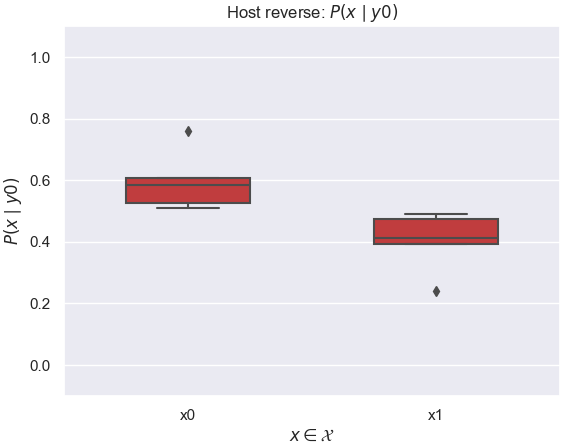 Host reverse: P(x | y0)
1.0
0.8
0.6
0.4
0.2
0.0
P(x | y0)
x0 x1
x ∈ 𝒳